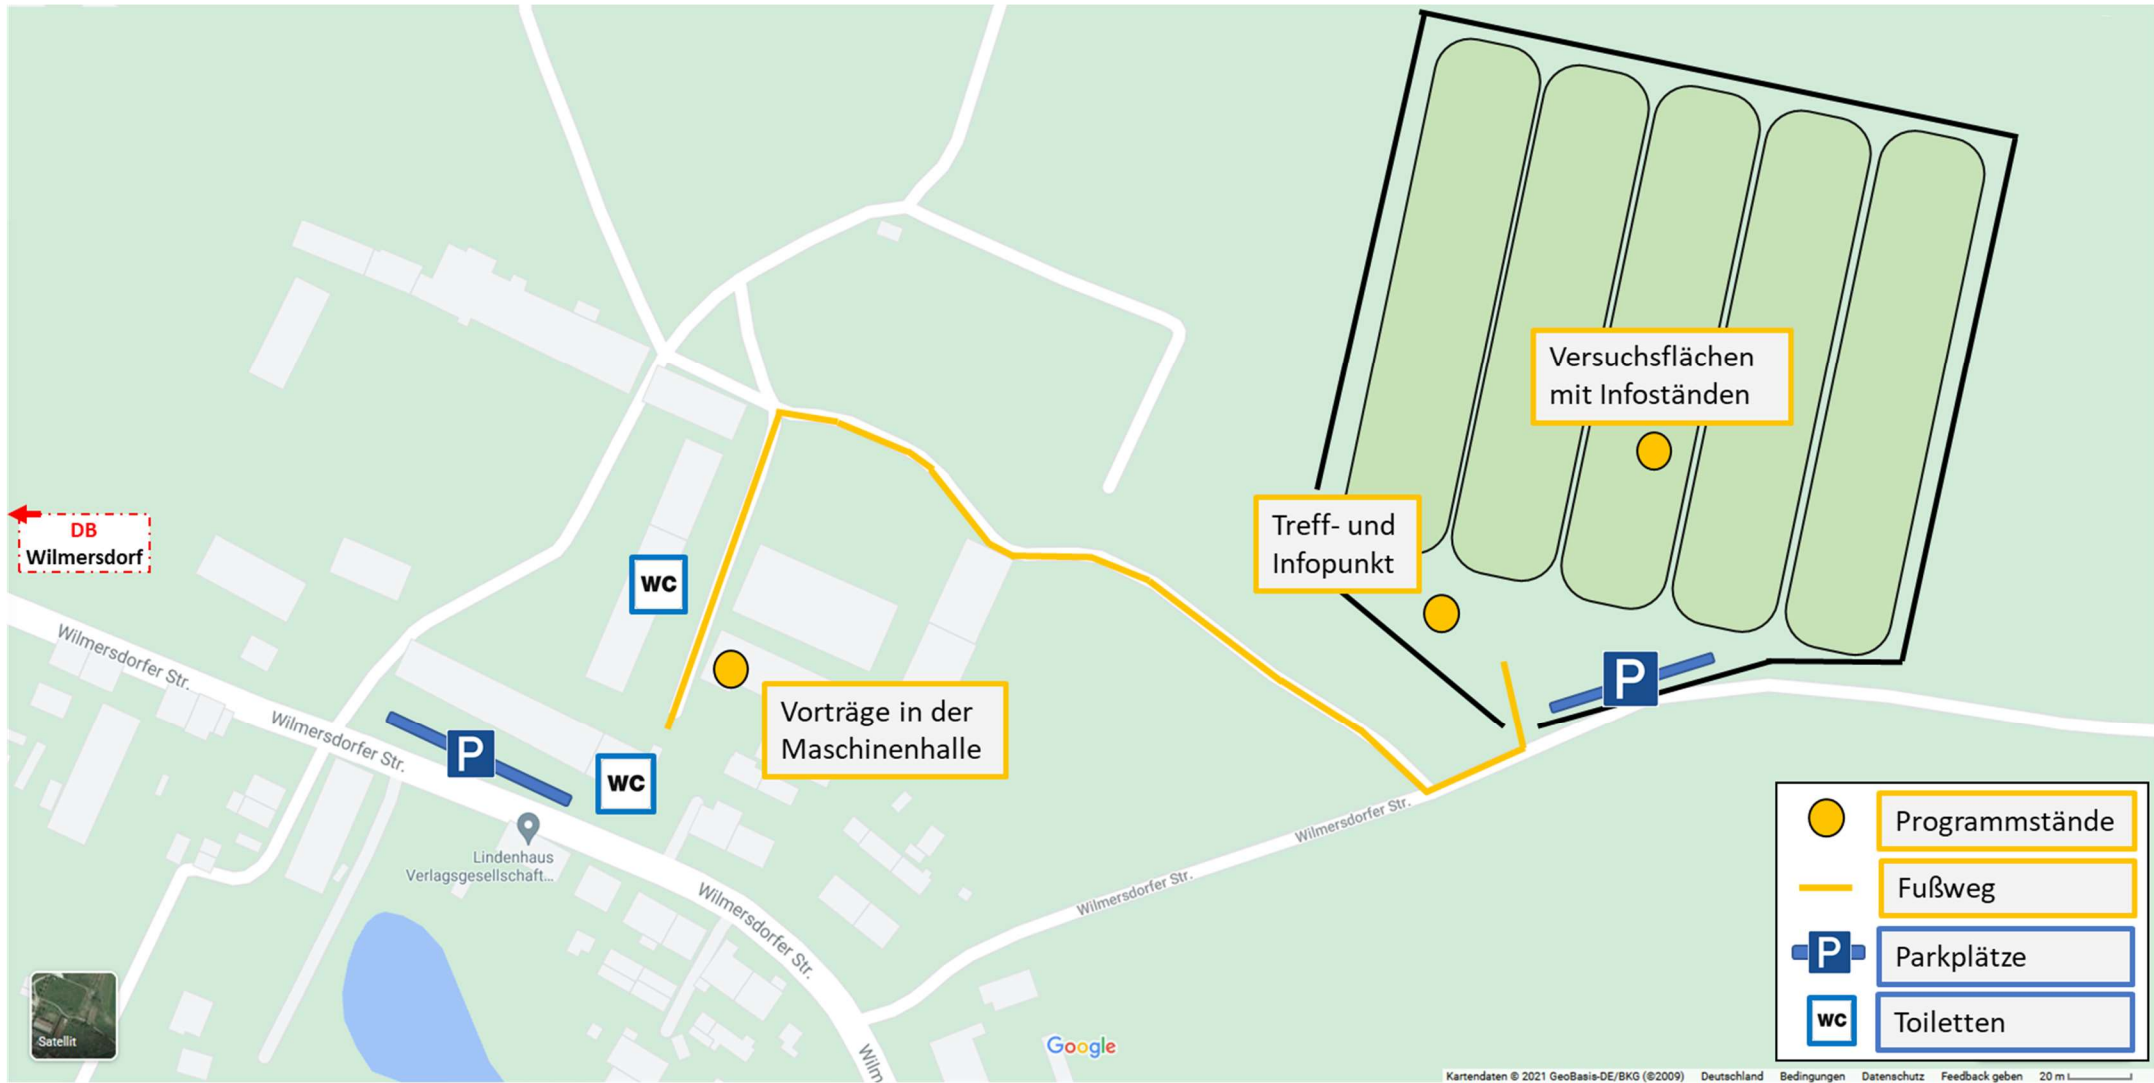 Versuchsflächen
mit Infoständen
Treff- und
Infopunkt
DB
Wilmersdorf
WC
Wilmersdorfer Str.
Wilmersdorfer Str.
P
WC
Vorträge in der
Maschinenhalle
P
Lindenhaus
Verlagsgesellschaft...
Wilmersdorfer Str.
Wilmersdorfer Str.
Wilmersdorfer Str.
Wilm
Programmstände
Fußweg
P
Parkplätze
WC
Toiletten
Satellit
Google
Kartendaten © 2021 GeoBasis-DE/BKG (©2009) Deutschland Bedingungen Datenschutz Feedback geben 20 m